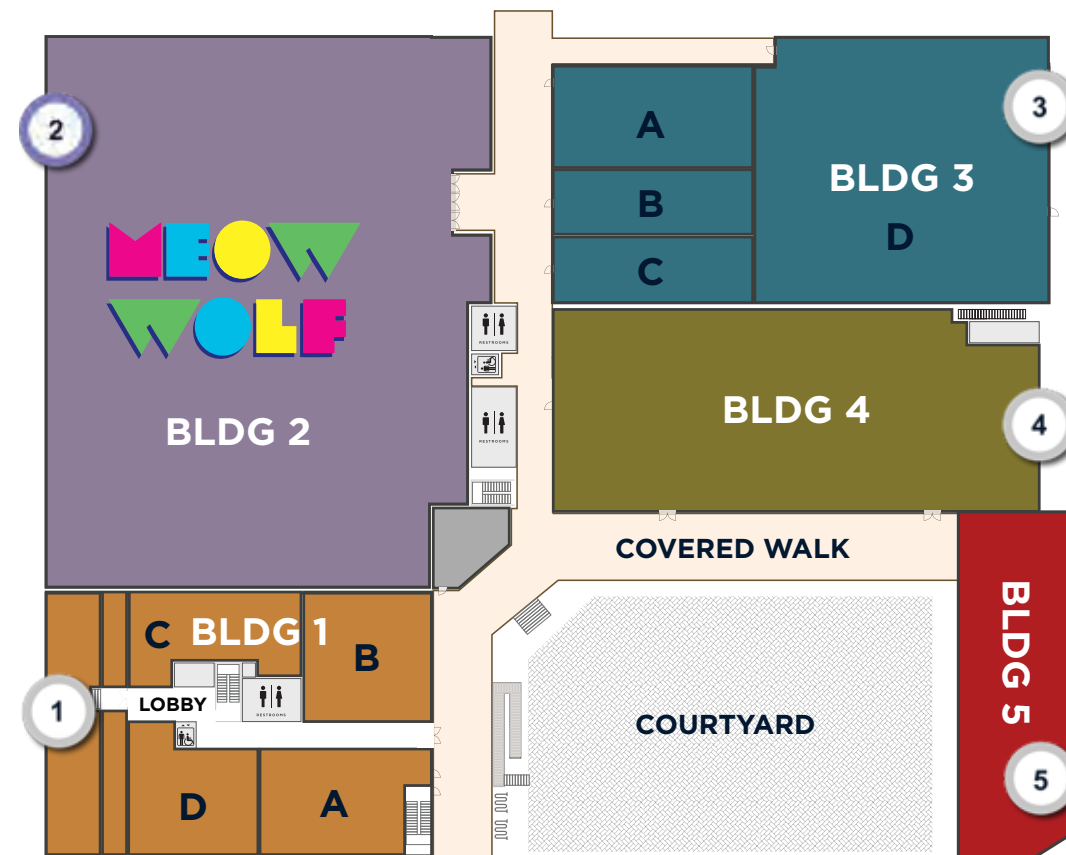 2
MEOW
WOLF
BLDG 2
RESTROOMS
RESTROOMS
A
B
C
BLDG 3
D
3
BLDG 4
4
COVERED WALK
C
BLDG 1
B
LOBBY
RESTROOMS
1
D
A
COURTYARD
BLDG 5
5